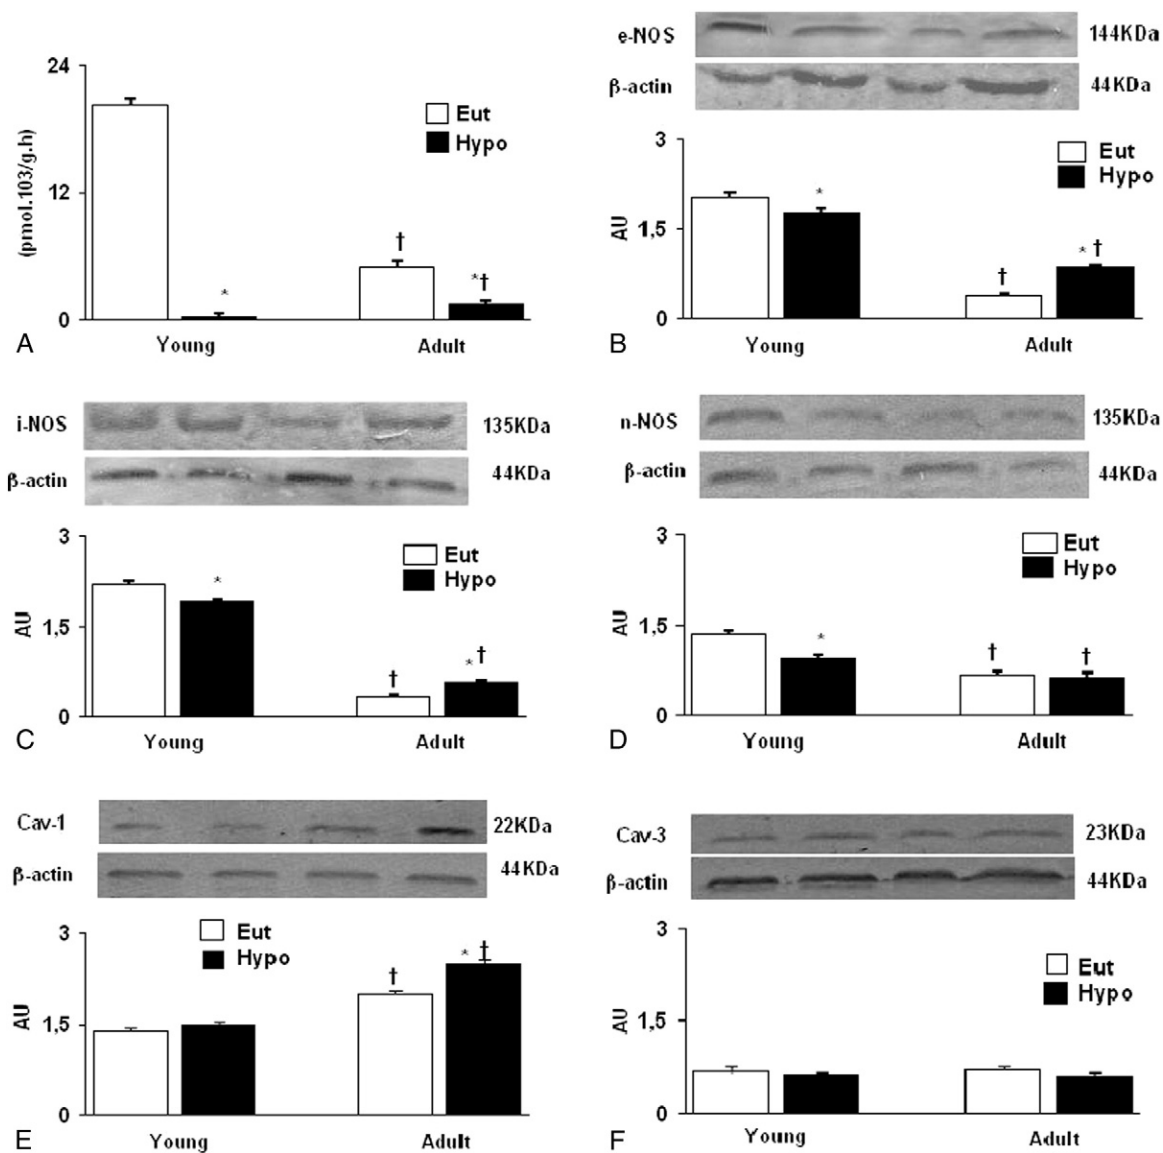 24
12
0
(pmol.103/g.h)
Eut
Hypo
†
*
*†
Young
Adult
A
e-NOS
144KDa
β-actin
44KDa
3
1,5
0
AU
Eut
Hypo
*
†
*†
Young
Adult
B
i-NOS
135KDa
β-actin
44KDa
3
1,5
0
AU
Eut
Hypo
*
†
*†
Young
Adult
C
n-NOS
135KDa
β-actin
44KDa
3
1,5
0
AU
Eut
Hypo
*
†
†
Young
Adult
D
Cav-1
22KDa
β-actin
44KDa
3
1,5
0
AU
Eut
Hypo
†
*†
Young
Adult
E
Cav-3
23KDa
β-actin
44KDa
3
1,5
0
AU
Eut
Hypo
Young
Adult
F